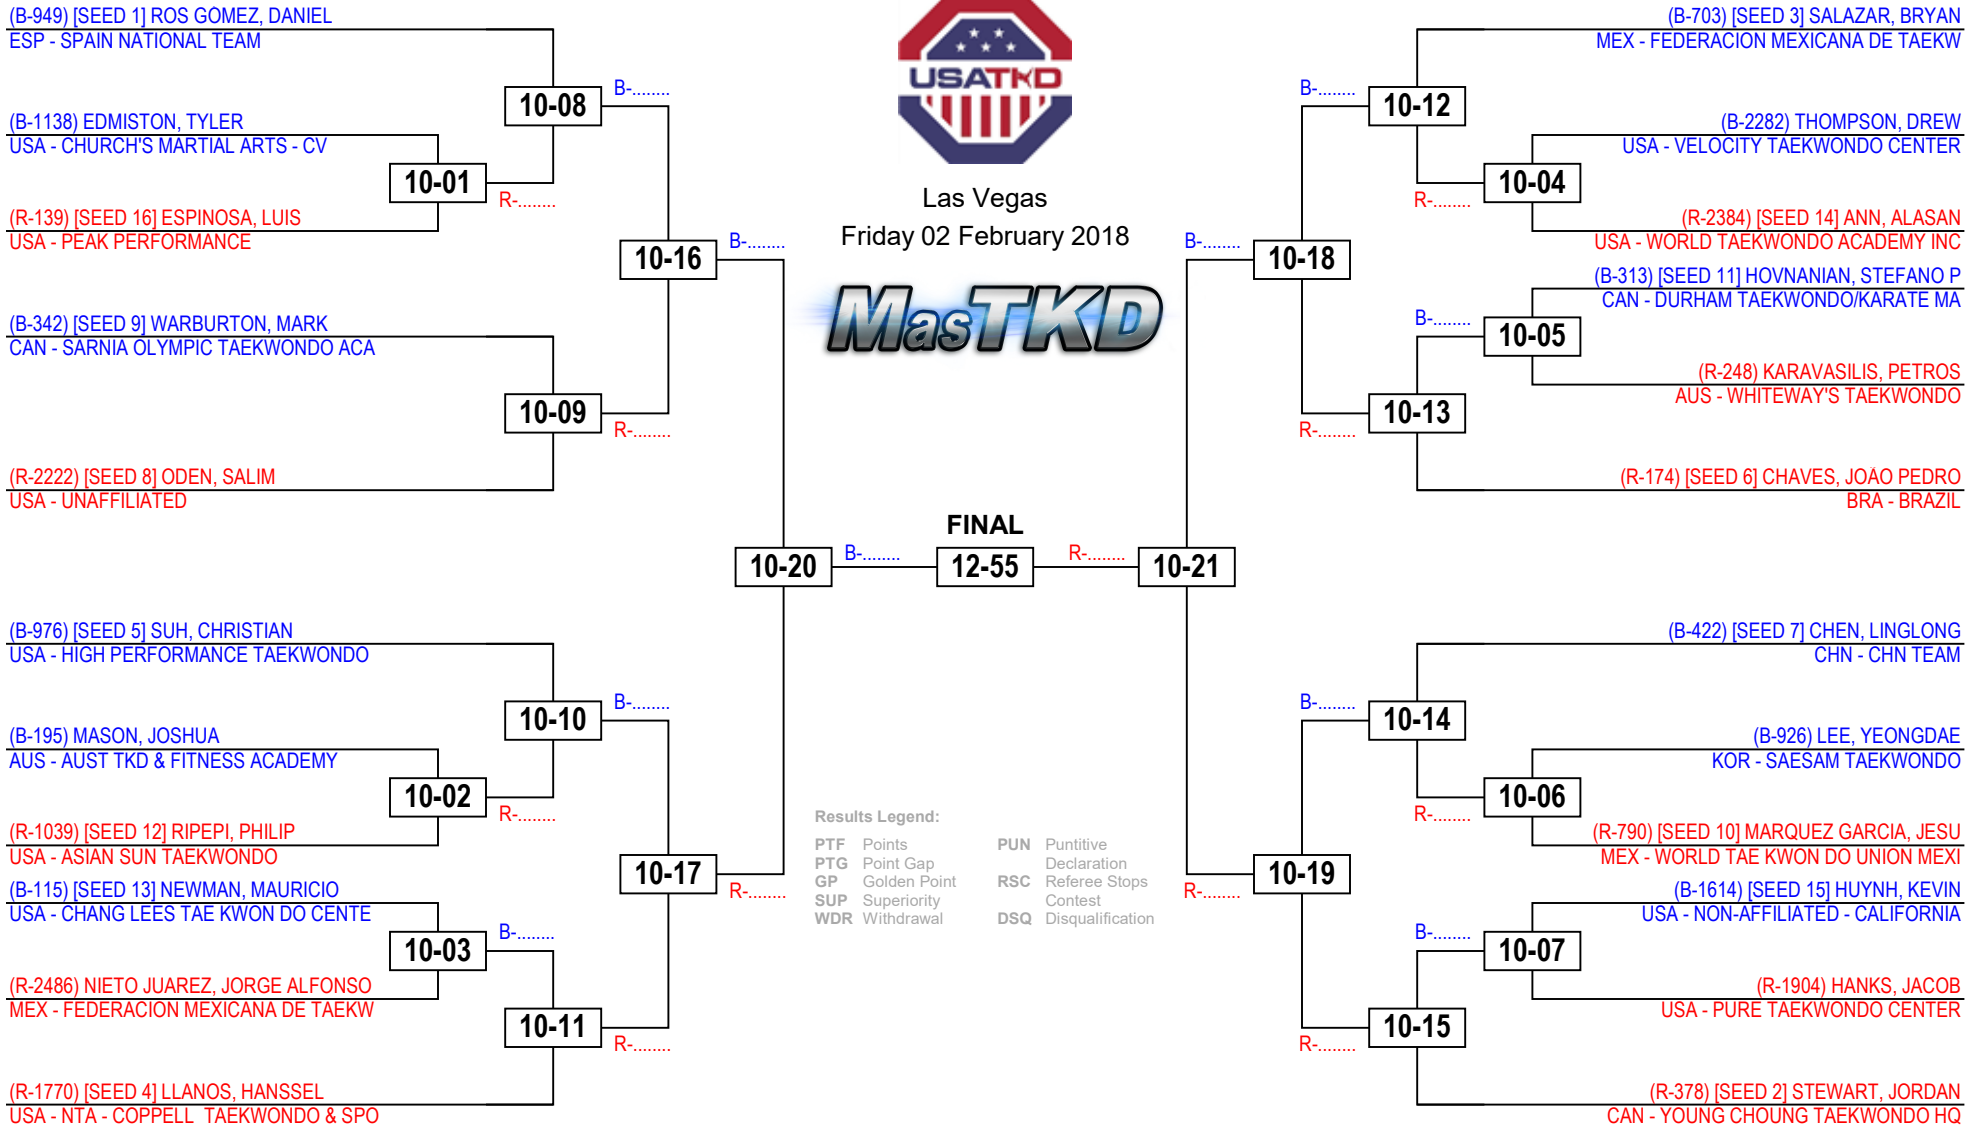 (B-949) [SEED 1] ROS GOMEZ, DANIEL
ESP - SPAIN NATIONAL TEAM
10-08
B-........
(B-1138) EDMISTON, TYLER
USA - CHURCH'S MARTIAL ARTS - CV
10-01
R-........
(R-139) [SEED 16] ESPINOSA, LUIS
USA - PEAK PERFORMANCE
10-16
B-........
(B-342) [SEED 9] WARBURTON, MARK
CAN - SARNIA OLYMPIC TAEKWONDO ACA
10-09
R-........
(R-2222) [SEED 8] ODEN, SALIM
USA - UNAFFILIATED
10-20
B-........
(B-976) [SEED 5] SUH, CHRISTIAN
USA - HIGH PERFORMANCE TAEKWONDO
10-10
B-........
(B-195) MASON, JOSHUA
AUS - AUST TKD & FITNESS ACADEMY
10-02
R-........
(R-1039) [SEED 12] RIPEPI, PHILIP
USA - ASIAN SUN TAEKWONDO
10-17
R-........
(B-115) [SEED 13] NEWMAN, MAURICIO
USA - CHANG LEES TAE KWON DO CENTE
10-03
B-........
(R-2486) NIETO JUAREZ, JORGE ALFONSO
MEX - FEDERACION MEXICANA DE TAEKW
10-11
R-........
(R-1770) [SEED 4] LLANOS, HANSSEL
USA - NTA - COPPELL TAEKWONDO & SPO
USATKD
Las Vegas
Friday 02 February 2018
MasTKD
FINAL
12-55
Results Legend:
PTF Points
PTG Point Gap
GP Golden Point
SUP Superiority
WDR Withdrawal
PUN Puntitive
Declaration
RSC Referee Stops
Contest
DSQ Disqualification
(B-703) [SEED 3] SALAZAR, BRYAN
MEX - FEDERACION MEXICANA DE TAEKW
B-........
10-12
(B-2282) THOMPSON, DREW
USA - VELOCITY TAEKWONDO CENTER
10-04
R-........
(R-2384) [SEED 14] ANN, ALASAN
USA - WORLD TAEKWONDO ACADEMY INC
B-........
10-18
(B-313) [SEED 11] HOVNANIAN, STEFANO P
CAN - DURHAM TAEKWONDO/KARATE MA
B-........
10-05
(R-248) KARAVASILIS, PETROS
AUS - WHITEWAY'S TAEKWONDO
10-13
R-........
(R-174) [SEED 6] CHAVES, JOÃO PEDRO
BRA - BRAZIL
R-........
10-21
(B-422) [SEED 7] CHEN, LINGLONG
CHN - CHN TEAM
B-........
10-14
(B-926) LEE, YEONGDAE
KOR - SAESAM TAEKWONDO
10-06
R-........
(R-790) [SEED 10] MARQUEZ GARCIA, JESU
MEX - WORLD TAE KWON DO UNION MEXI
10-19
R-........
(B-1614) [SEED 15] HUYNH, KEVIN
USA - NON-AFFILIATED - CALIFORNIA
B-........
10-07
(R-1904) HANKS, JACOB
USA - PURE TAEKWONDO CENTER
10-15
R-........
(R-378) [SEED 2] STEWART, JORDAN
CAN - YOUNG CHOUNG TAEKWONDO HQ